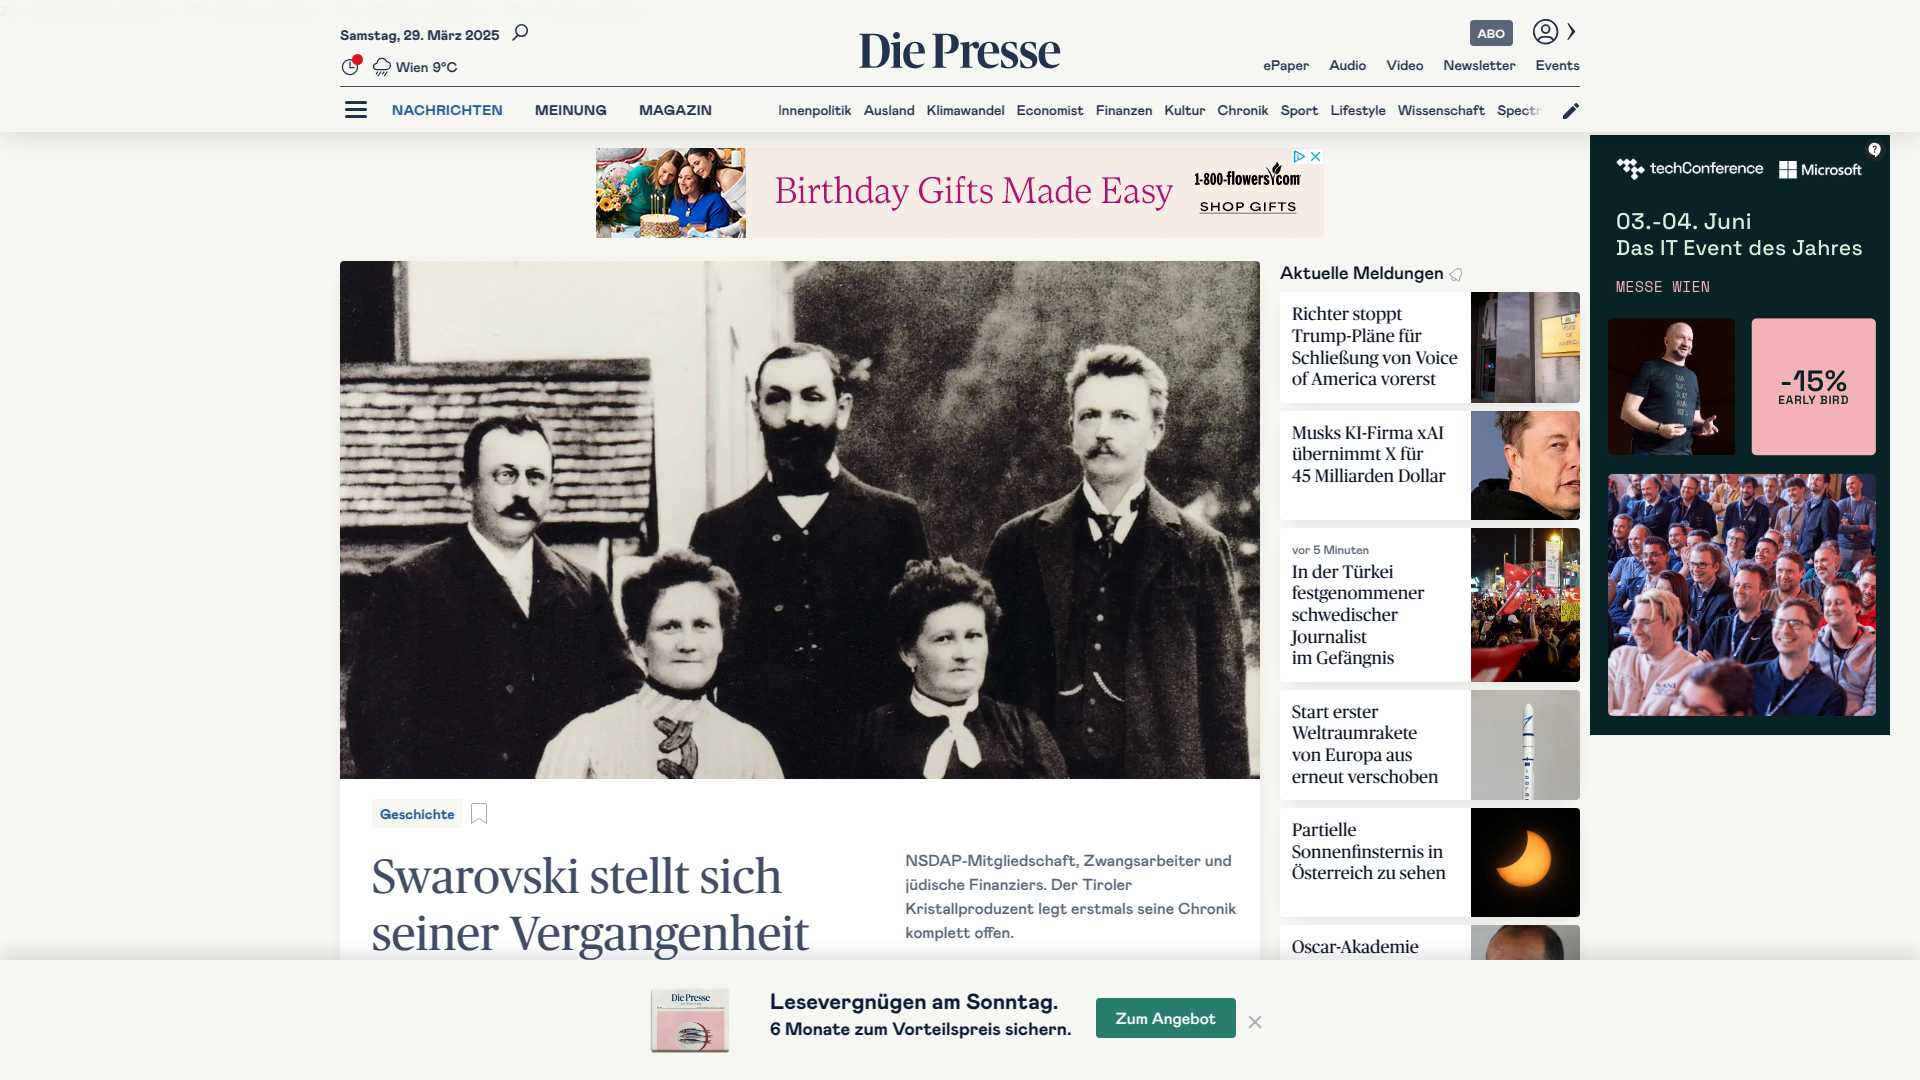 Samstag, 29. März 2025
Die Presse
ABO
Wien 9°C
ePaper Audio Video Newsletter Events
NACHRICHTEN MEINUNG MAGAZIN
Innenpolitik Ausland Klimawandel Economist Finanzen Kultur Chronik Sport Lifestyle Wissenschaft Spectr
Birthday Gifts Made Easy
1-800-flowers.com
SHOP GIFTS
techConference Microsoft
03.-04. Juni
Das IT Event des Jahres
MESSE WIEN
-15%
EARLY BIRD
Aktuelle Meldungen
Richter stoppt
Trump-Pläne für
Schließung von Voice
of America vorerst
Musks KI-Firma xAI
übernimmt X für
45 Milliarden Dollar
vor 5 Minuten
In der Türkei
festgenommener
schwedischer
Journalist
im Gefängnis
Start erster
Weltraumrakete
von Europa aus
erneut verschoben
Partielle
Sonnenfinsternis in
Österreich zu sehen
Oscar-Akademie
Geschichte
Swarovski stellt sich
seiner Vergangenheit
NSDAP-Mitgliedschaft, Zwangsarbeiter und
jüdische Finanziers. Der Tiroler
Kristallproduzent legt erstmals seine Chronik
komplett offen.
Die Presse
Lesevergnügen am Sonntag.
6 Monate zum Vorteilspreis sichern.
Zum Angebot